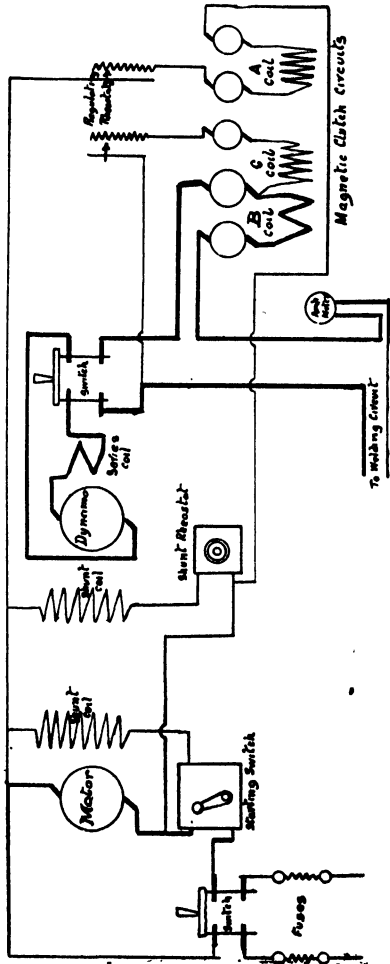 Regulating
Rheostats
A
Coil
C
Coil
B
Coil
Magnetic Clutch Circuits
Switch
Series
Coil
Dynamo
Amp
Meter
To Welding Circuit
Shunt
Coil
Shunt Rheostat
Shunt
Coil
Motor
Starting Switch
Switch
Fuses